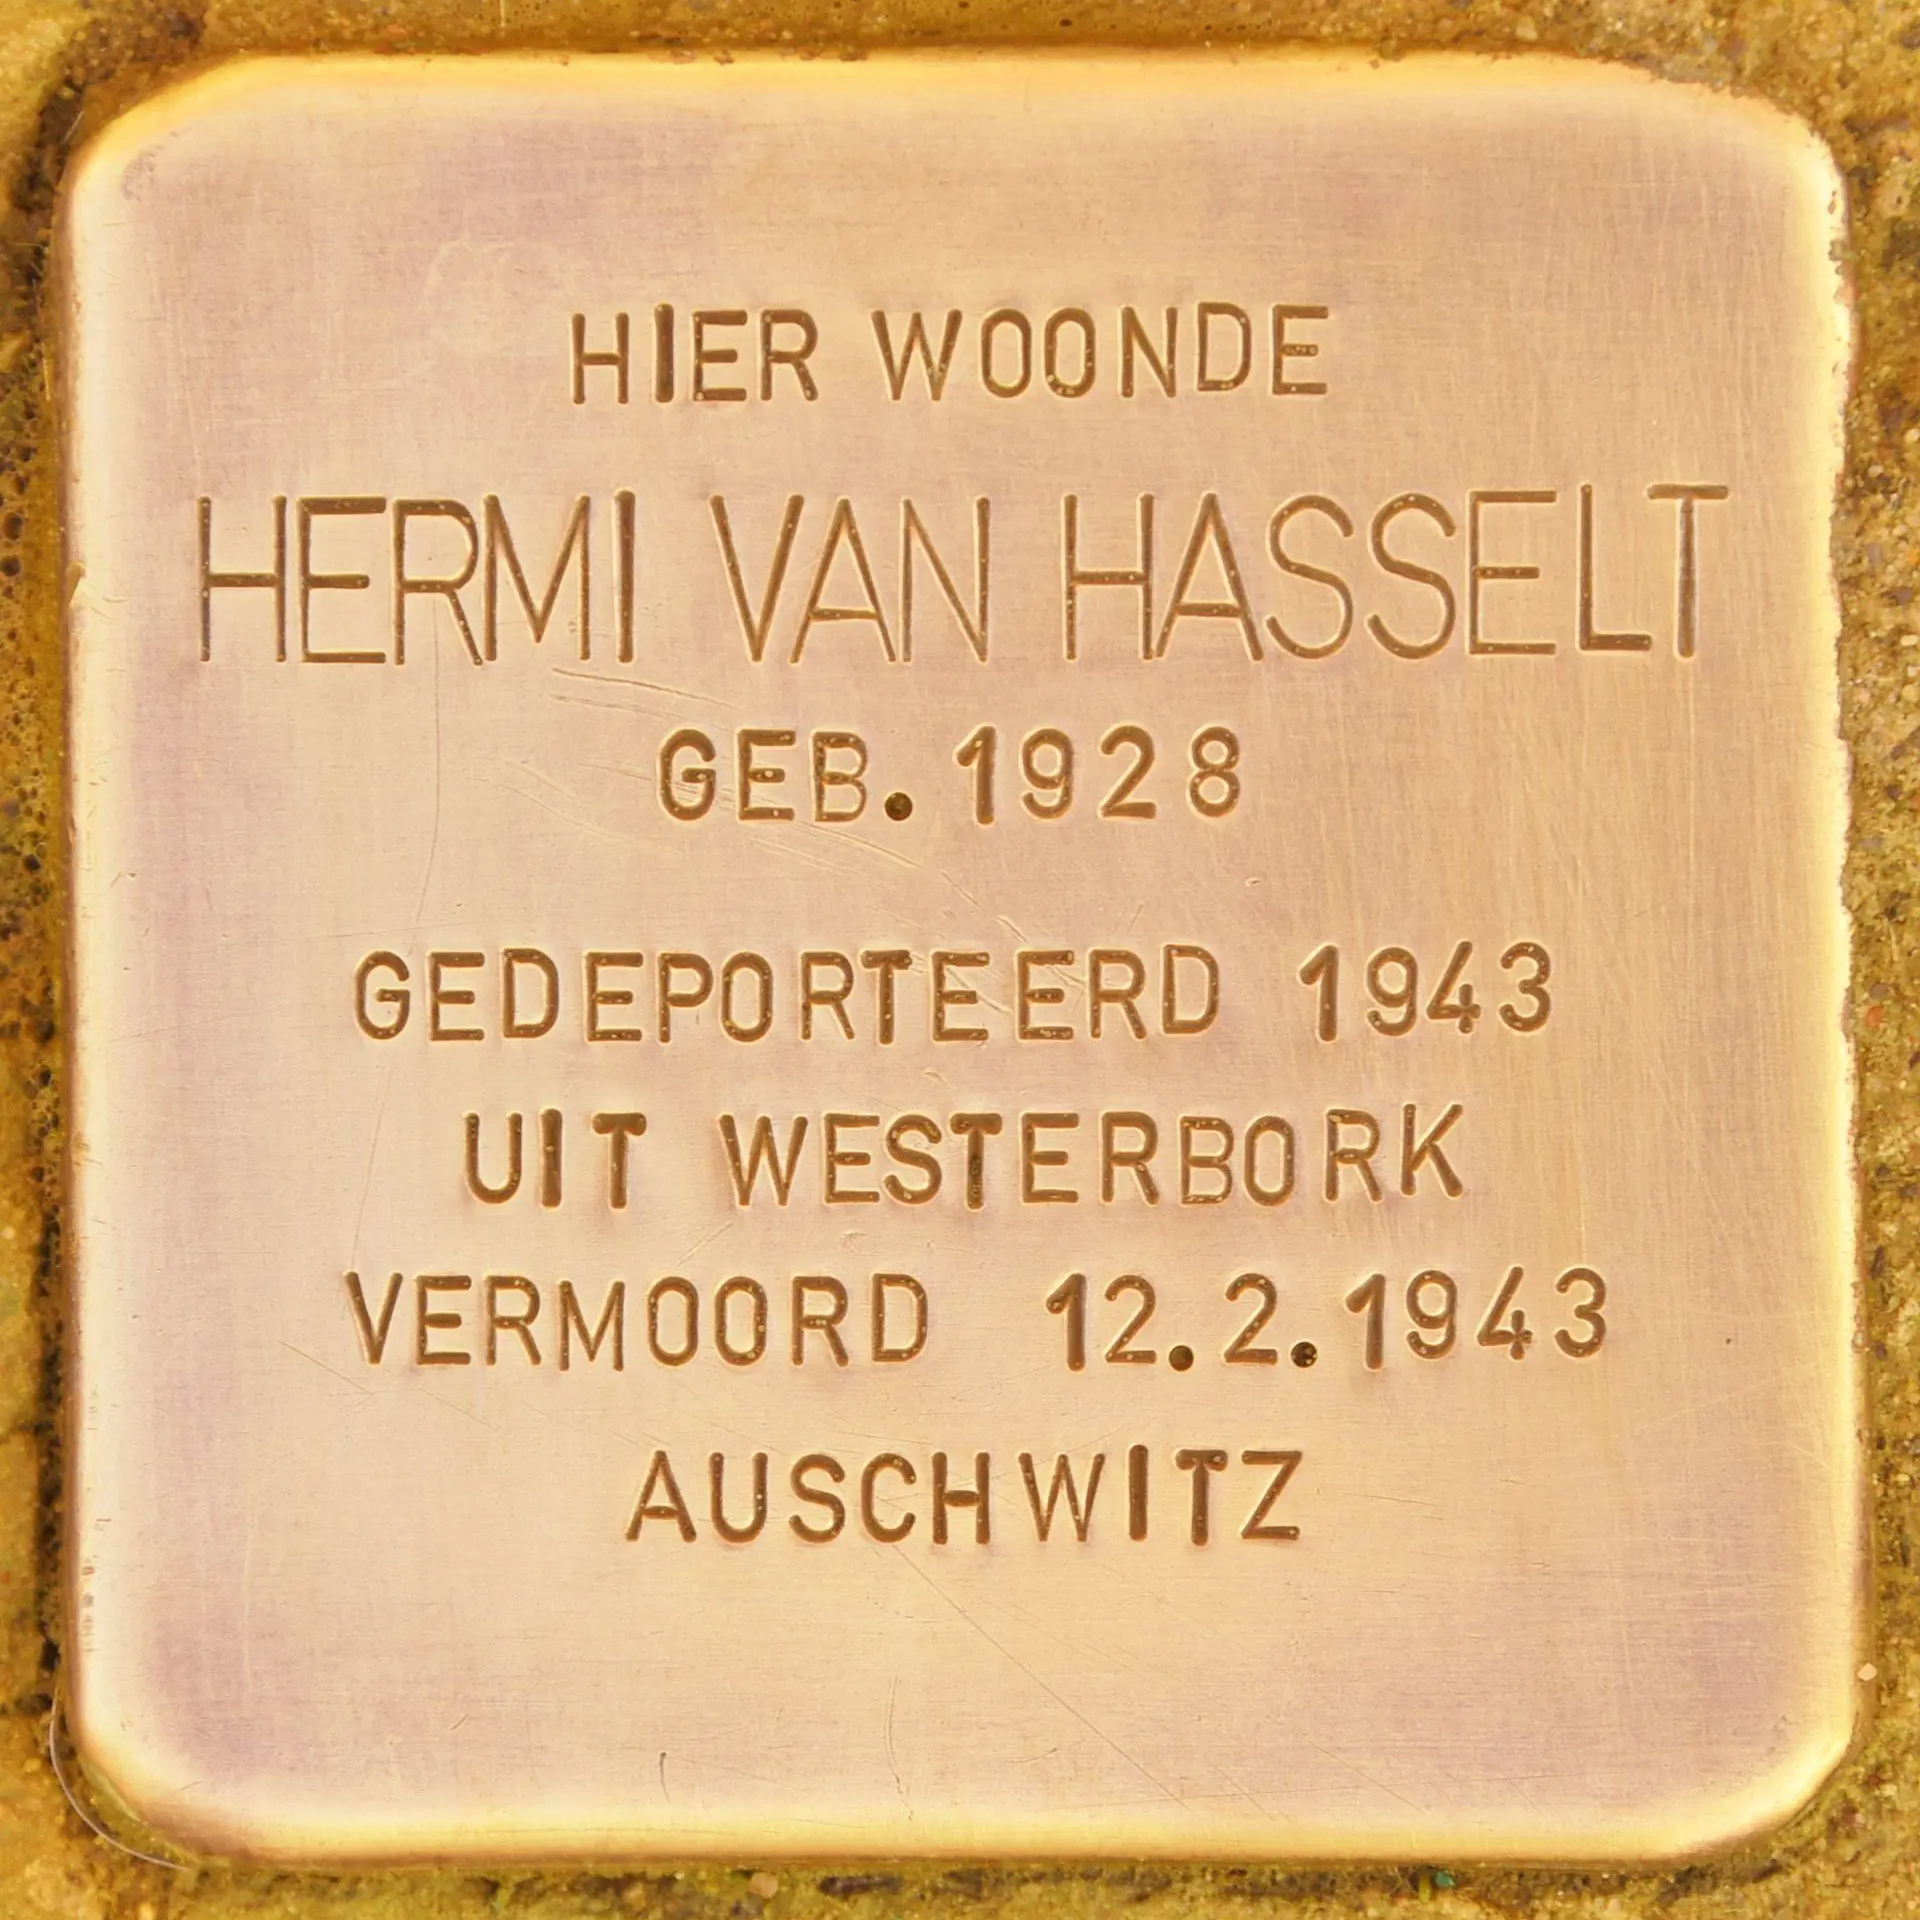 HIER WOONDE
HERMI VAN HASSELT
GEB. 1928
GEDEPORTEERD 1943
UIT WESTERBORK
VERMOORD 12.2.1943
AUSCHWITZ